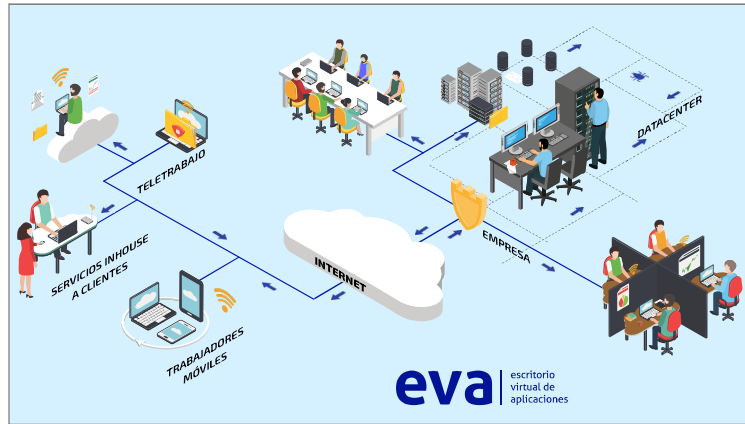 DATACENTER
TELETRABAJO
EMPRESA
SERVICIOS INHOUSE
A CLIENTES
INTERNET
TRABAJADORES
MÓVILES
eva
escritorio
virtual de
aplicaciones